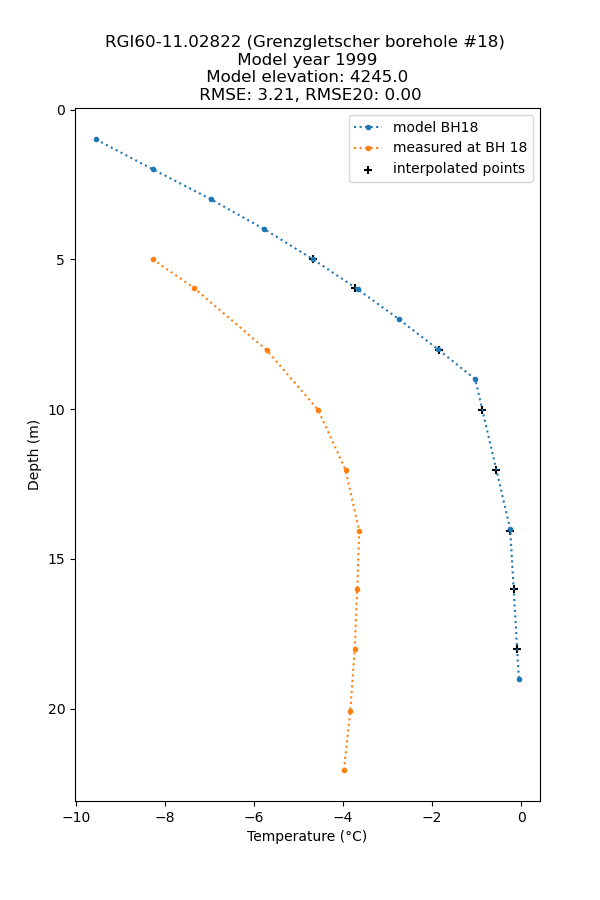 RGI60-11.02822 (Grenzgletscher borehole #18)
Model year 1999
Model elevation: 4245.0
RMSE: 3.21, RMSE20: 0.00
model BH18
measured at BH 18
interpolated points
0
5
10
15
20
Depth (m)
−10
−8
−6
−4
−2
0
Temperature (°C)